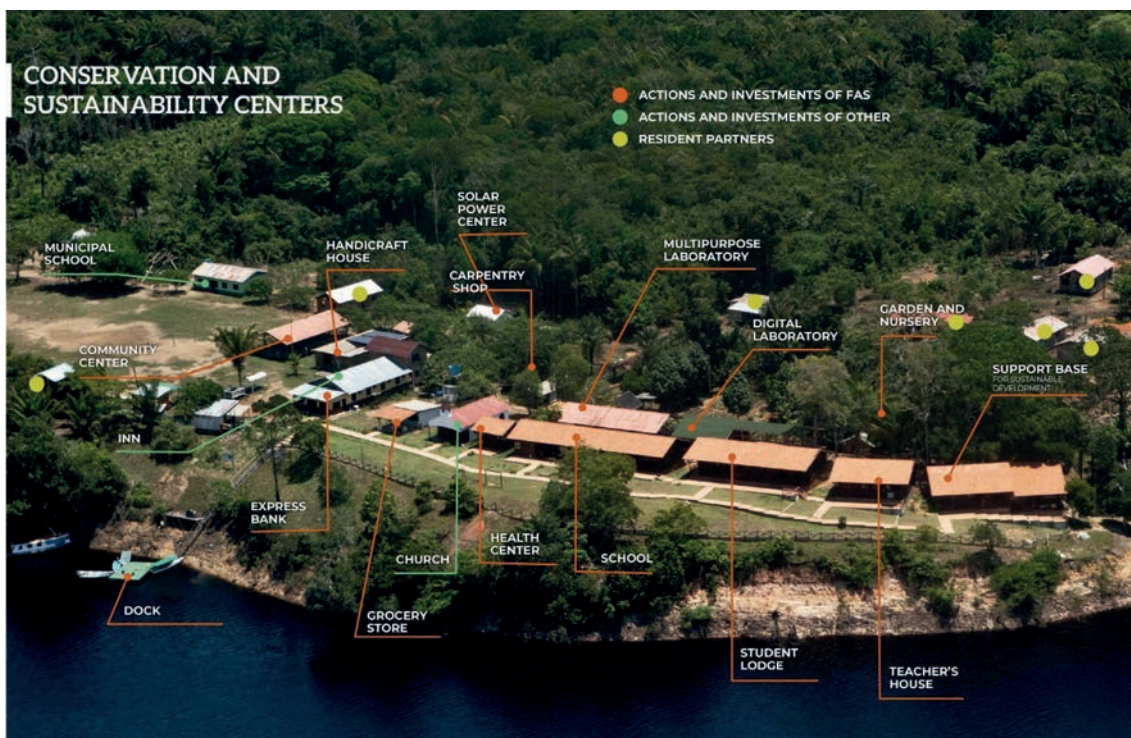 CONSERVATION AND
SUSTAINABILITY CENTERS
ACTIONS AND INVESTMENTS OF FAS
ACTIONS AND INVESTMENTS OF OTHER
RESIDENT PARTNERS
SOLAR
POWER
CENTER
MUNICIPAL
SCHOOL
HANDICRAFT
HOUSE
CARPENTRY
SHOP
MULTIPURPOSE
LABORATORY
COMMUNITY
CENTER
DIGITAL
LABORATORY
GARDEN AND
NURSERY
SUPPORT BASE
FOR SUSTAINABLE
DEVELOPMENT
INN
EXPRESS
BANK
CHURCH
HEALTH
CENTER
SCHOOL
DOCK
GROCERY
STORE
STUDENT
LODGE
TEACHER'S
HOUSE